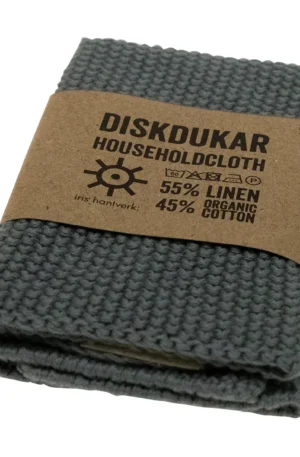 DISKDUKAR
HOUSEHOLDCLOTH
55% LINEN
45% ORGANIC COTTON
iris hantverk